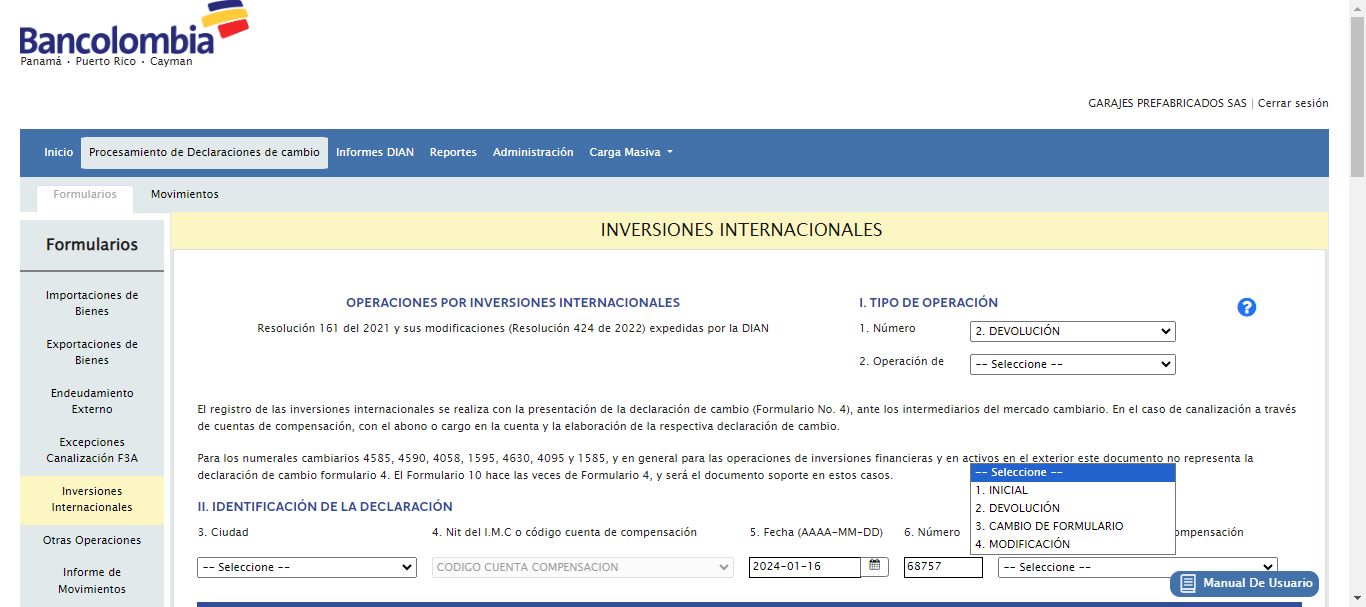 Bancolombia
Panamá · Puerto Rico · Cayman
GARAJES PREFABRICADOS SAS | Cerrar sesión
Inicio Procesamiento de Declaraciones de cambio Informes DIAN Reportes Administración Carga Masiva
Formularios Movimientos
Formularios
Importaciones de
Bienes
Exportaciones de
Bienes
Endeudamiento
Externo
Excepciones
Canalización F3A
Inversiones
Internacionales
Otras Operaciones
Informe de
Movimientos
INVERSIONES INTERNACIONALES
OPERACIONES POR INVERSIONES INTERNACIONALES
Resolución 161 del 2021 y sus modificaciones (Resolución 424 de 2022) expedidas por la DIAN
I. TIPO DE OPERACIÓN
?
1. Número 2. DEVOLUCIÓN
2. Operación de -- Seleccione --
El registro de las inversiones internacionales se realiza con la presentación de la declaración de cambio (Formulario No. 4), ante los intermediarios del mercado cambiario. En el caso de canalización a través
de cuentas de compensación, con el abono o cargo en la cuenta y la elaboración de la respectiva declaración de cambio.
Para los numerales cambiarios 4585, 4590, 4058, 1595, 4630, 4095 y 1585, y en general para las operaciones de inversiones financieras y en activos en el exterior este documento no representa la
declaración de cambio formulario 4. El Formulario 10 hace las veces de Formulario 4, y será el documento soporte en estos casos.
-- Seleccione --
1. INICIAL
2. DEVOLUCIÓN
3. CAMBIO DE FORMULARIO
4. MODIFICACIÓN
II. IDENTIFICACIÓN DE LA DECLARACIÓN
3. Ciudad 4. Nit del I.M.C o código cuenta de compensación 5. Fecha (AAAA-MM-DD) 6. Número
-- Seleccione -- CODIGO CUENTA COMPENSACION 2024-01-16 68757 -- Seleccione --
Manual De Usuario